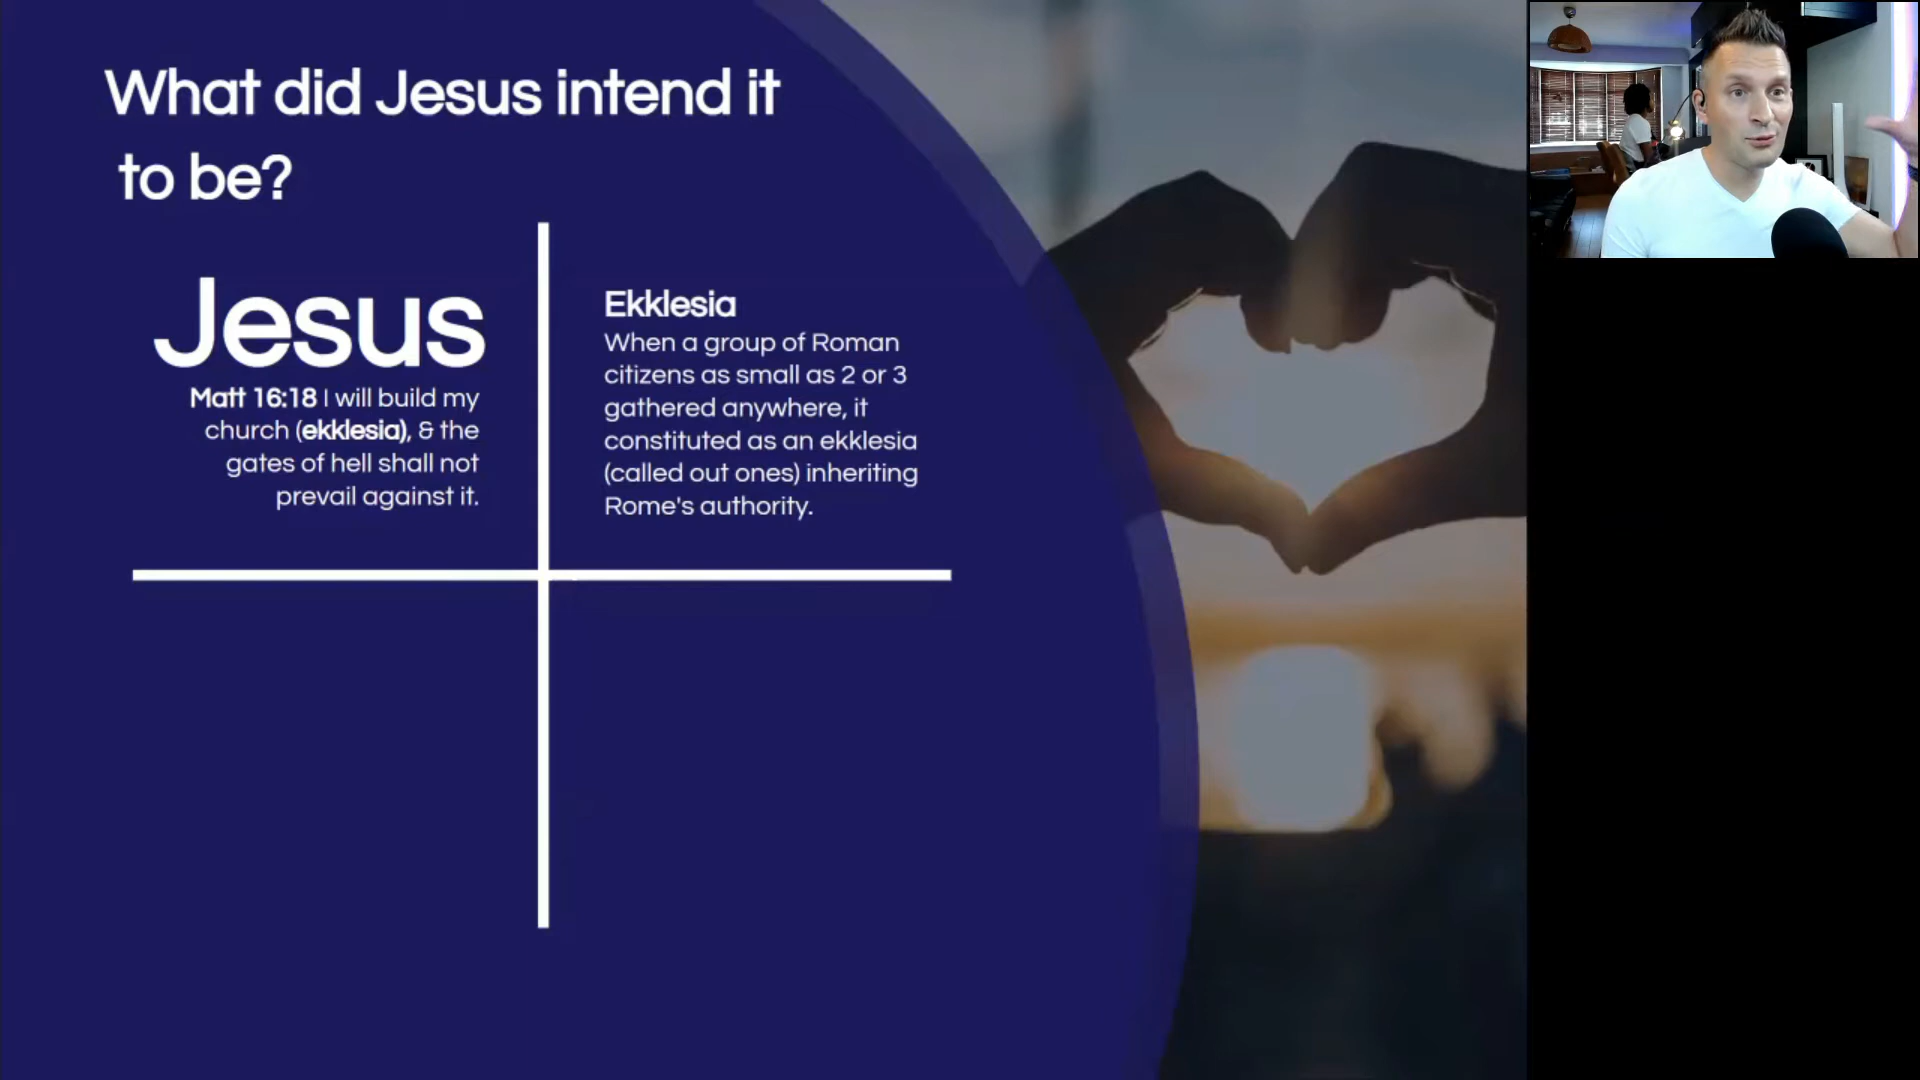 What did Jesus intend it
to be?
Jesus
Matt 16:18 I will build my
church (ekklesia), & the
gates of hell shall not
prevail against it.
Ekklesia
When a group of Roman
citizens as small as 2 or 3
gathered anywhere, it
constituted as an ekklesia
(called out ones) inheriting
Rome's authority.